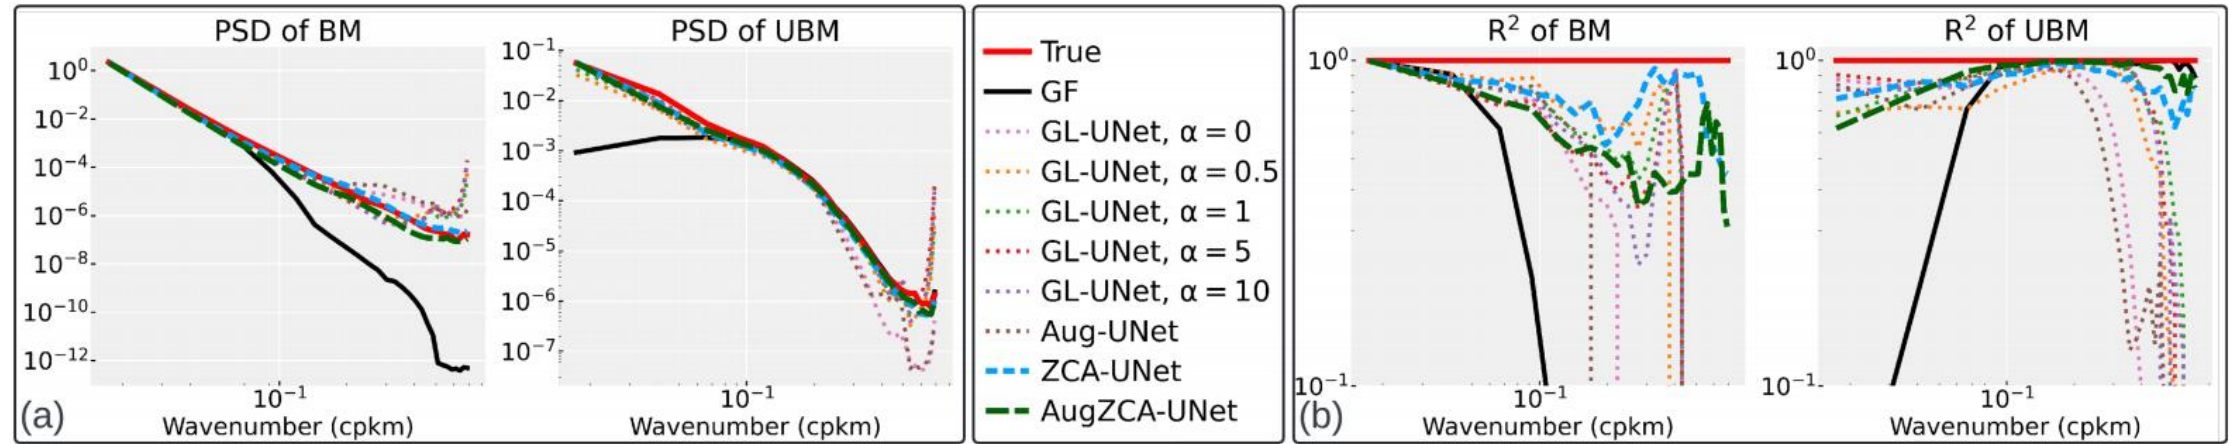 PSD of BM
10⁰
10⁻²
10⁻⁴
10⁻⁶
10⁻⁸
10⁻¹⁰
10⁻¹²
10⁻¹
Wavenumber (cpkm)
(a)
PSD of UBM
10⁻¹
10⁻²
10⁻³
10⁻⁴
10⁻⁵
10⁻⁶
10⁻⁷
10⁻¹
Wavenumber (cpkm)
True
GF
GL-UNet, α = 0
GL-UNet, α = 0.5
GL-UNet, α = 1
GL-UNet, α = 5
GL-UNet, α = 10
Aug-UNet
ZCA-UNet
AugZCA-UNet
R² of BM
10⁰
10⁻¹
10⁻¹
Wavenumber (cpkm)
(b)
R² of UBM
10⁰
10⁻¹
10⁻¹
Wavenumber (cpkm)